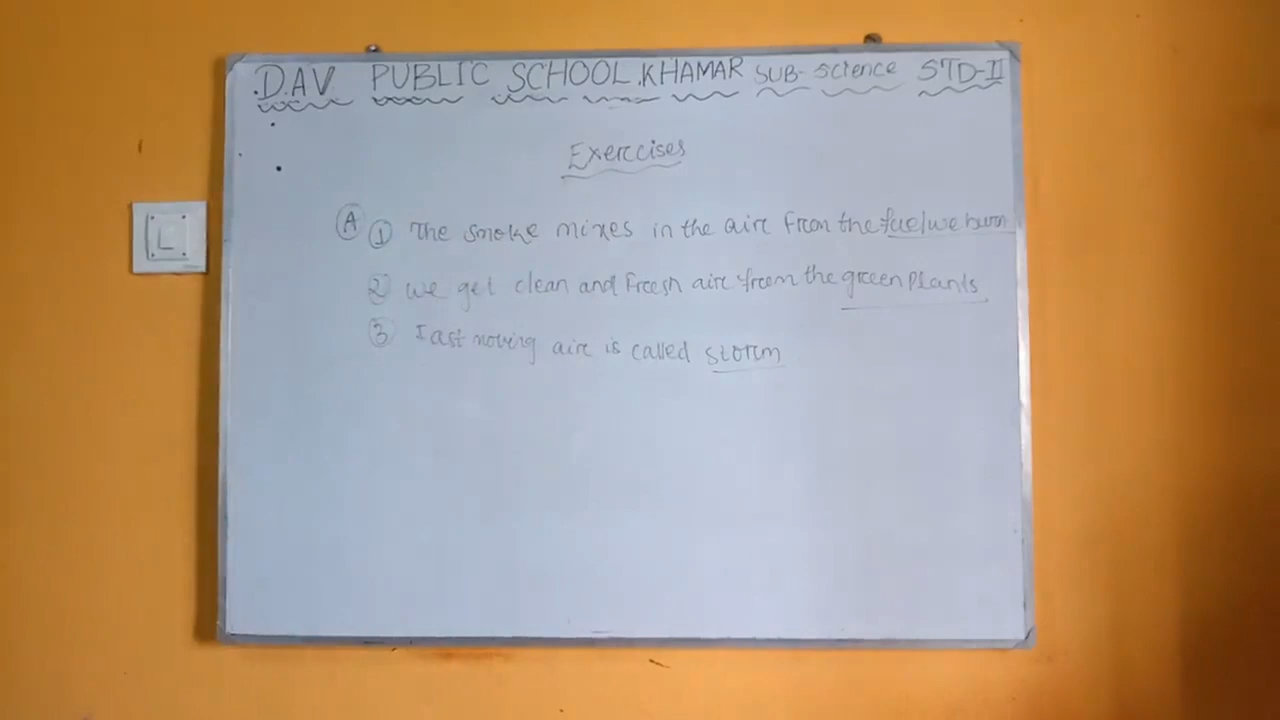 D.AV PUBLIC SCHOOL.KHAMAR SUB- Science STD-II
Exercises
A 1 The smoke mixes in the air from the fuel we burn
2 we get clean and Fresh air from the green plants
3 Fast moving air is called storm